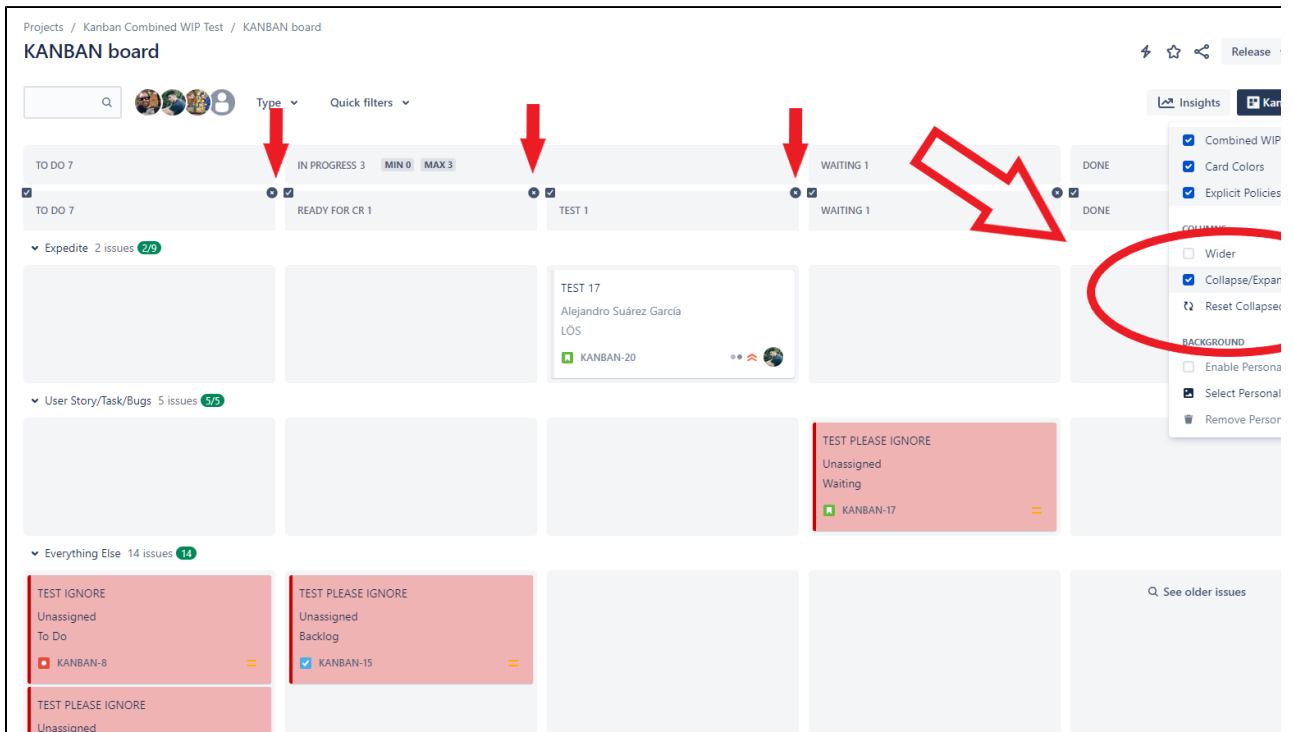 Projects / Kanban Combined WIP Test / KANBAN board
KANBAN board
Release
Type
Quick filters
Insights
Kan
Combined WIP
Card Colors
Explicit Policies
COLUMNS
Wider
Collapse/Expan
Reset Collapsed
BACKGROUND
Enable Persona
Select Personal
Remove Person
TO DO 7
IN PROGRESS 3 MIN 0 MAX 3
WAITING 1
DONE
TO DO 7
READY FOR CR 1
TEST 1
WAITING 1
DONE
Expedite 2 issues 2/9
TEST 17
Alejandro Suárez García
LÖS
KANBAN-20
User Story/Task/Bugs 5 issues 5/5
TEST PLEASE IGNORE
Unassigned
Waiting
KANBAN-17
Everything Else 14 issues 14
TEST IGNORE
Unassigned
To Do
KANBAN-8
TEST PLEASE IGNORE
Unassigned
Backlog
KANBAN-15
See older issues
TEST PLEASE IGNORE
Unassigned